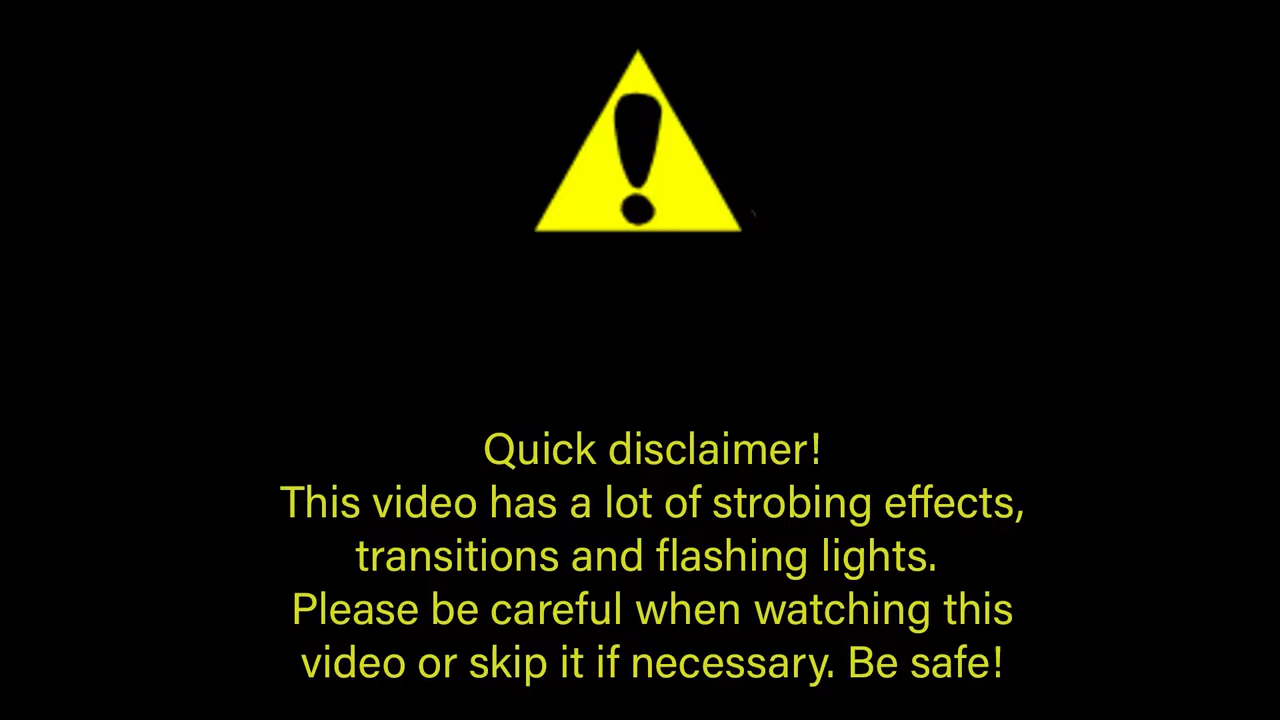 Quick disclaimer!
This video has a lot of strobing effects,
transitions and flashing lights.
Please be careful when watching this
video or skip it if necessary. Be safe!